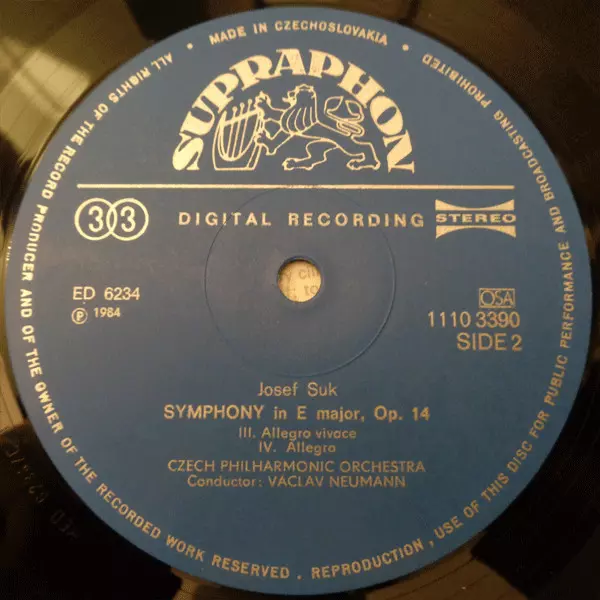 • MADE IN CZECHOSLOVAKIA •
ALL RIGHTS OF THE RECORD PRODUCER AND OF THE OWNER OF THE RECORDED WORK RESERVED . REPRODUCTION , USE OF THIS DISC FOR PUBLIC PERFORMANCE AND BROADCASTING PROHIBITED
SUPRAPHON
33 DIGITAL RECORDING STEREO
ED 6234
Ⓟ 1984
OSA
1110 3390
SIDE 2
Josef Suk
SYMPHONY in E major, Op. 14
III. Allegro vivace
IV. Allegro
CZECH PHILHARMONIC ORCHESTRA
Conductor: VÁCLAV NEUMANN